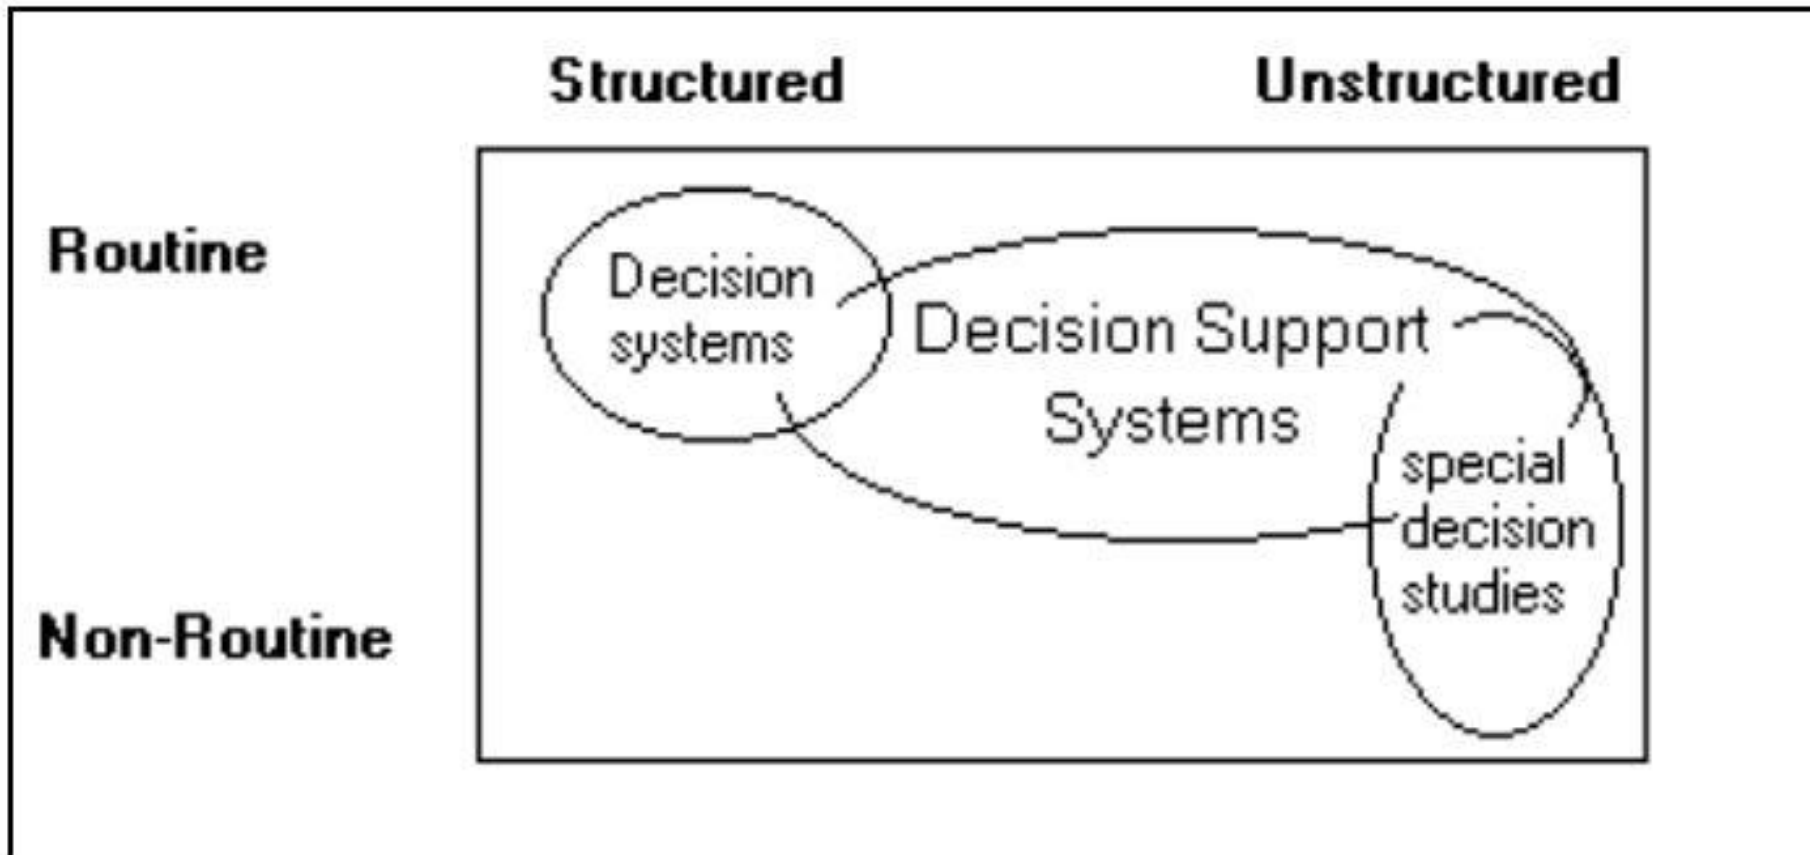 Structured Unstructured
Routine
Decision
systems
Decision Support
Systems
special
decision
studies
Non-Routine